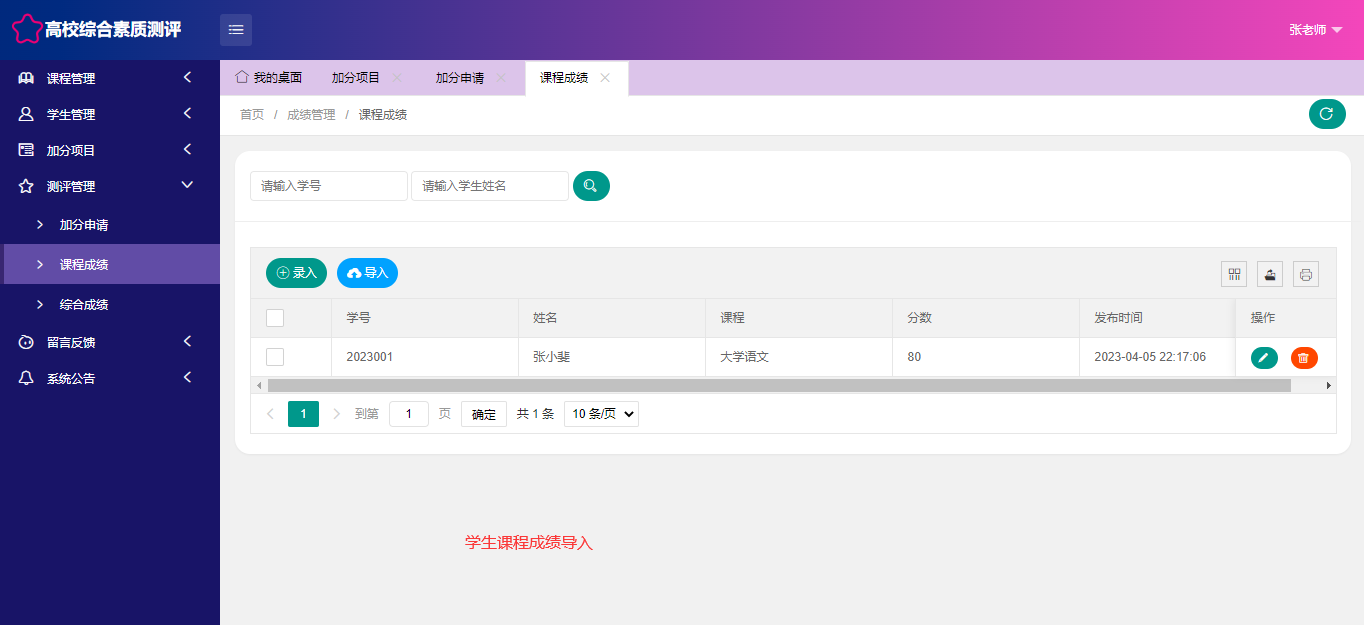 高校综合素质测评
张老师
课程管理
学生管理
加分项目
测评管理
加分申请
课程成绩
综合成绩
留言反馈
系统公告
我的桌面 加分项目 加分申请 课程成绩
首页 / 成绩管理 / 课程成绩
请输入学号 请输入学生姓名
录入 导入
学号 姓名 课程 分数 发布时间 操作
2023001 张小斐 大学语文 80 2023-04-05 22:17:06
1 到第 1 页 确定 共 1 条 10 条/页
学生课程成绩导入